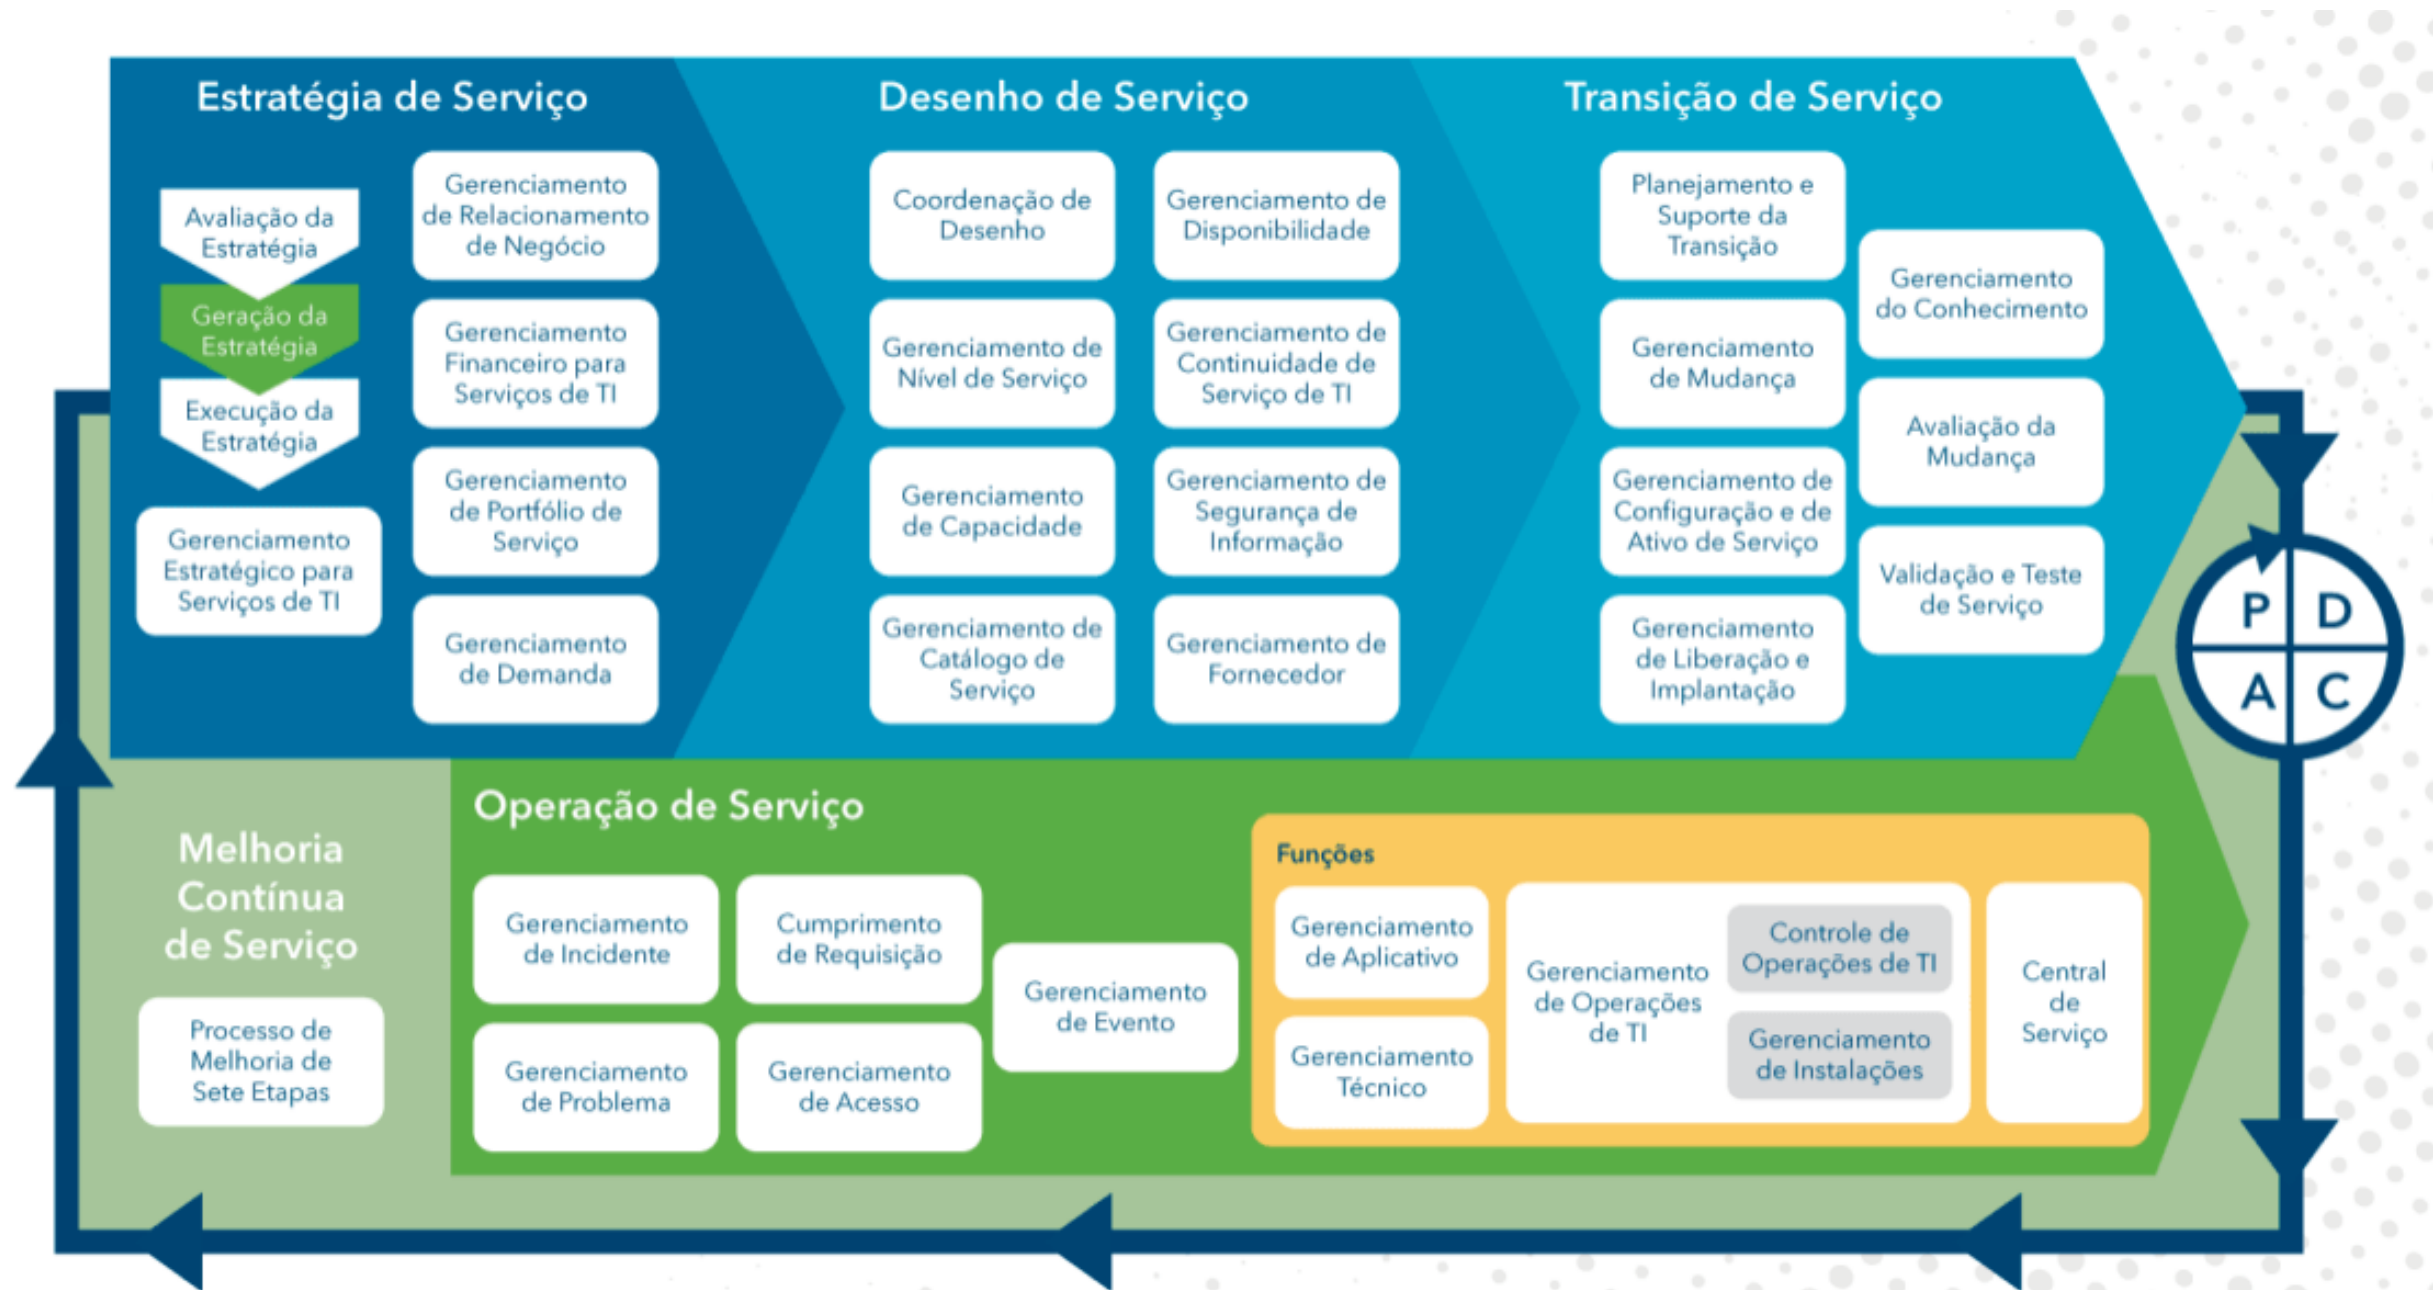 Estratégia de Serviço
Avaliação da
Estratégia
Geração da
Estratégia
Execução da
Estratégia
Gerenciamento
Estratégico para
Serviços de TI
Gerenciamento
de Relacionamento
de Negócio
Gerenciamento
Financeiro para
Serviços de TI
Gerenciamento
de Portfólio de
Serviço
Gerenciamento
de Demanda
Desenho de Serviço
Coordenação de
Desenho
Gerenciamento de
Nível de Serviço
Gerenciamento
de Capacidade
Gerenciamento de
Catálogo de
Serviço
Gerenciamento de
Disponibilidade
Gerenciamento de
Continuidade de
Serviço de TI
Gerenciamento de
Segurança de
Informação
Gerenciamento de
Fornecedor
Transição de Serviço
Planejamento e
Suporte da
Transição
Gerenciamento
de Mudança
Gerenciamento de
Configuração e de
Ativo de Serviço
Gerenciamento
de Liberação e
Implantação
Gerenciamento
do Conhecimento
Avaliação da
Mudança
Validação e Teste
de Serviço
P D
A C
Melhoria
Contínua
de Serviço
Processo de
Melhoria de
Sete Etapas
Operação de Serviço
Gerenciamento
de Incidente
Cumprimento
de Requisição
Gerenciamento
de Problema
Gerenciamento
de Acesso
Gerenciamento
de Evento
Funções
Gerenciamento
de Aplicativo
Gerenciamento
Técnico
Gerenciamento
de Operações
de TI
Controle de
Operações de TI
Gerenciamento
de Instalações
Central
de
Serviço